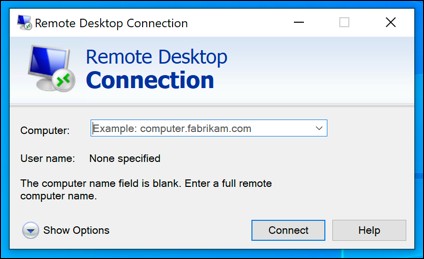 Remote Desktop Connection
Remote Desktop
Connection
Computer: Example: computer.fabrikam.com
User name: None specified
The computer name field is blank. Enter a full remote
computer name.
Show Options Connect Help